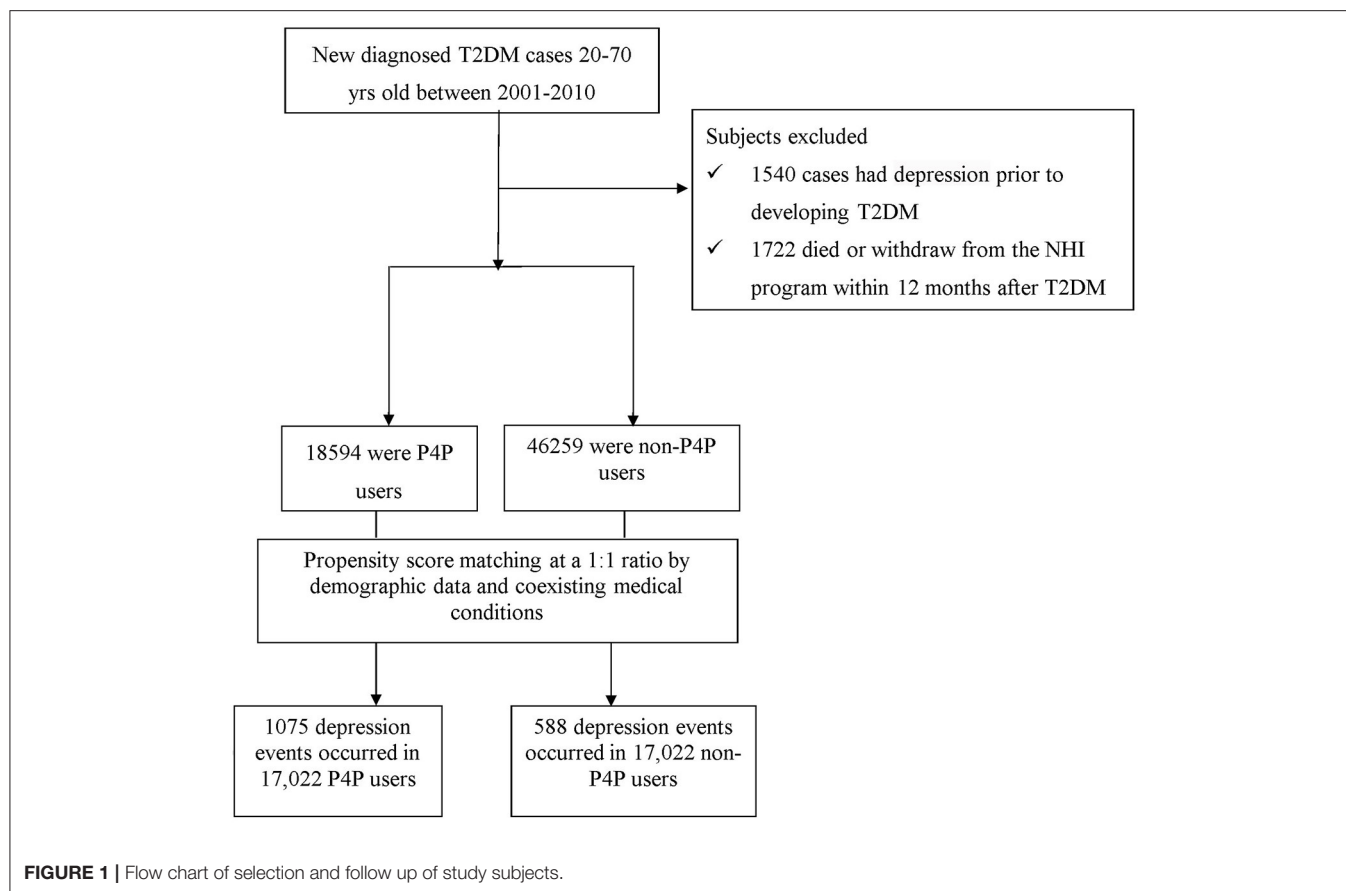 New diagnosed T2DM cases 20-70
yrs old between 2001-2010
Subjects excluded
✓ 1540 cases had depression prior to
developing T2DM
✓ 1722 died or withdraw from the NHI
program within 12 months after T2DM
18594 were P4P
users
46259 were non-P4P
users
Propensity score matching at a 1:1 ratio by
demographic data and coexisting medical
conditions
1075 depression
events occurred in
17,022 P4P users
588 depression events
occurred in 17,022 non-
P4P users
FIGURE 1 | Flow chart of selection and follow up of study subjects.